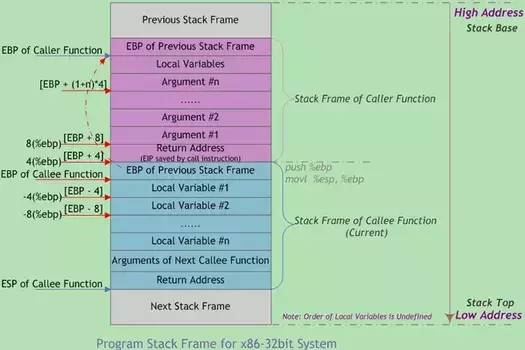 Previous Stack Frame
High Address
Stack Base
EBP of Caller Function
EBP of Previous Stack Frame
Local Variables
[EBP + (1+n)*4]
Argument #n
......
Stack Frame of Caller Function
Argument #2
Argument #1
8(%ebp) [EBP + 8]
Return Address
(EIP saved by call instruction)
4(%ebp) [EBP + 4]
EBP of Callee Function
EBP of Previous Stack Frame
push %ebp
movl %esp, %ebp
-4(%ebp) [EBP - 4]
Local Variable #1
-8(%ebp) [EBP - 8]
Local Variable #2
......
Stack Frame of Callee Function
(Current)
Local Variable #n
Arguments of Next Callee Function
ESP of Callee Function
Return Address
Next Stack Frame
Stack Top
Note: Order of Local Variables is Undefined
Low Address
Program Stack Frame for x86-32bit System